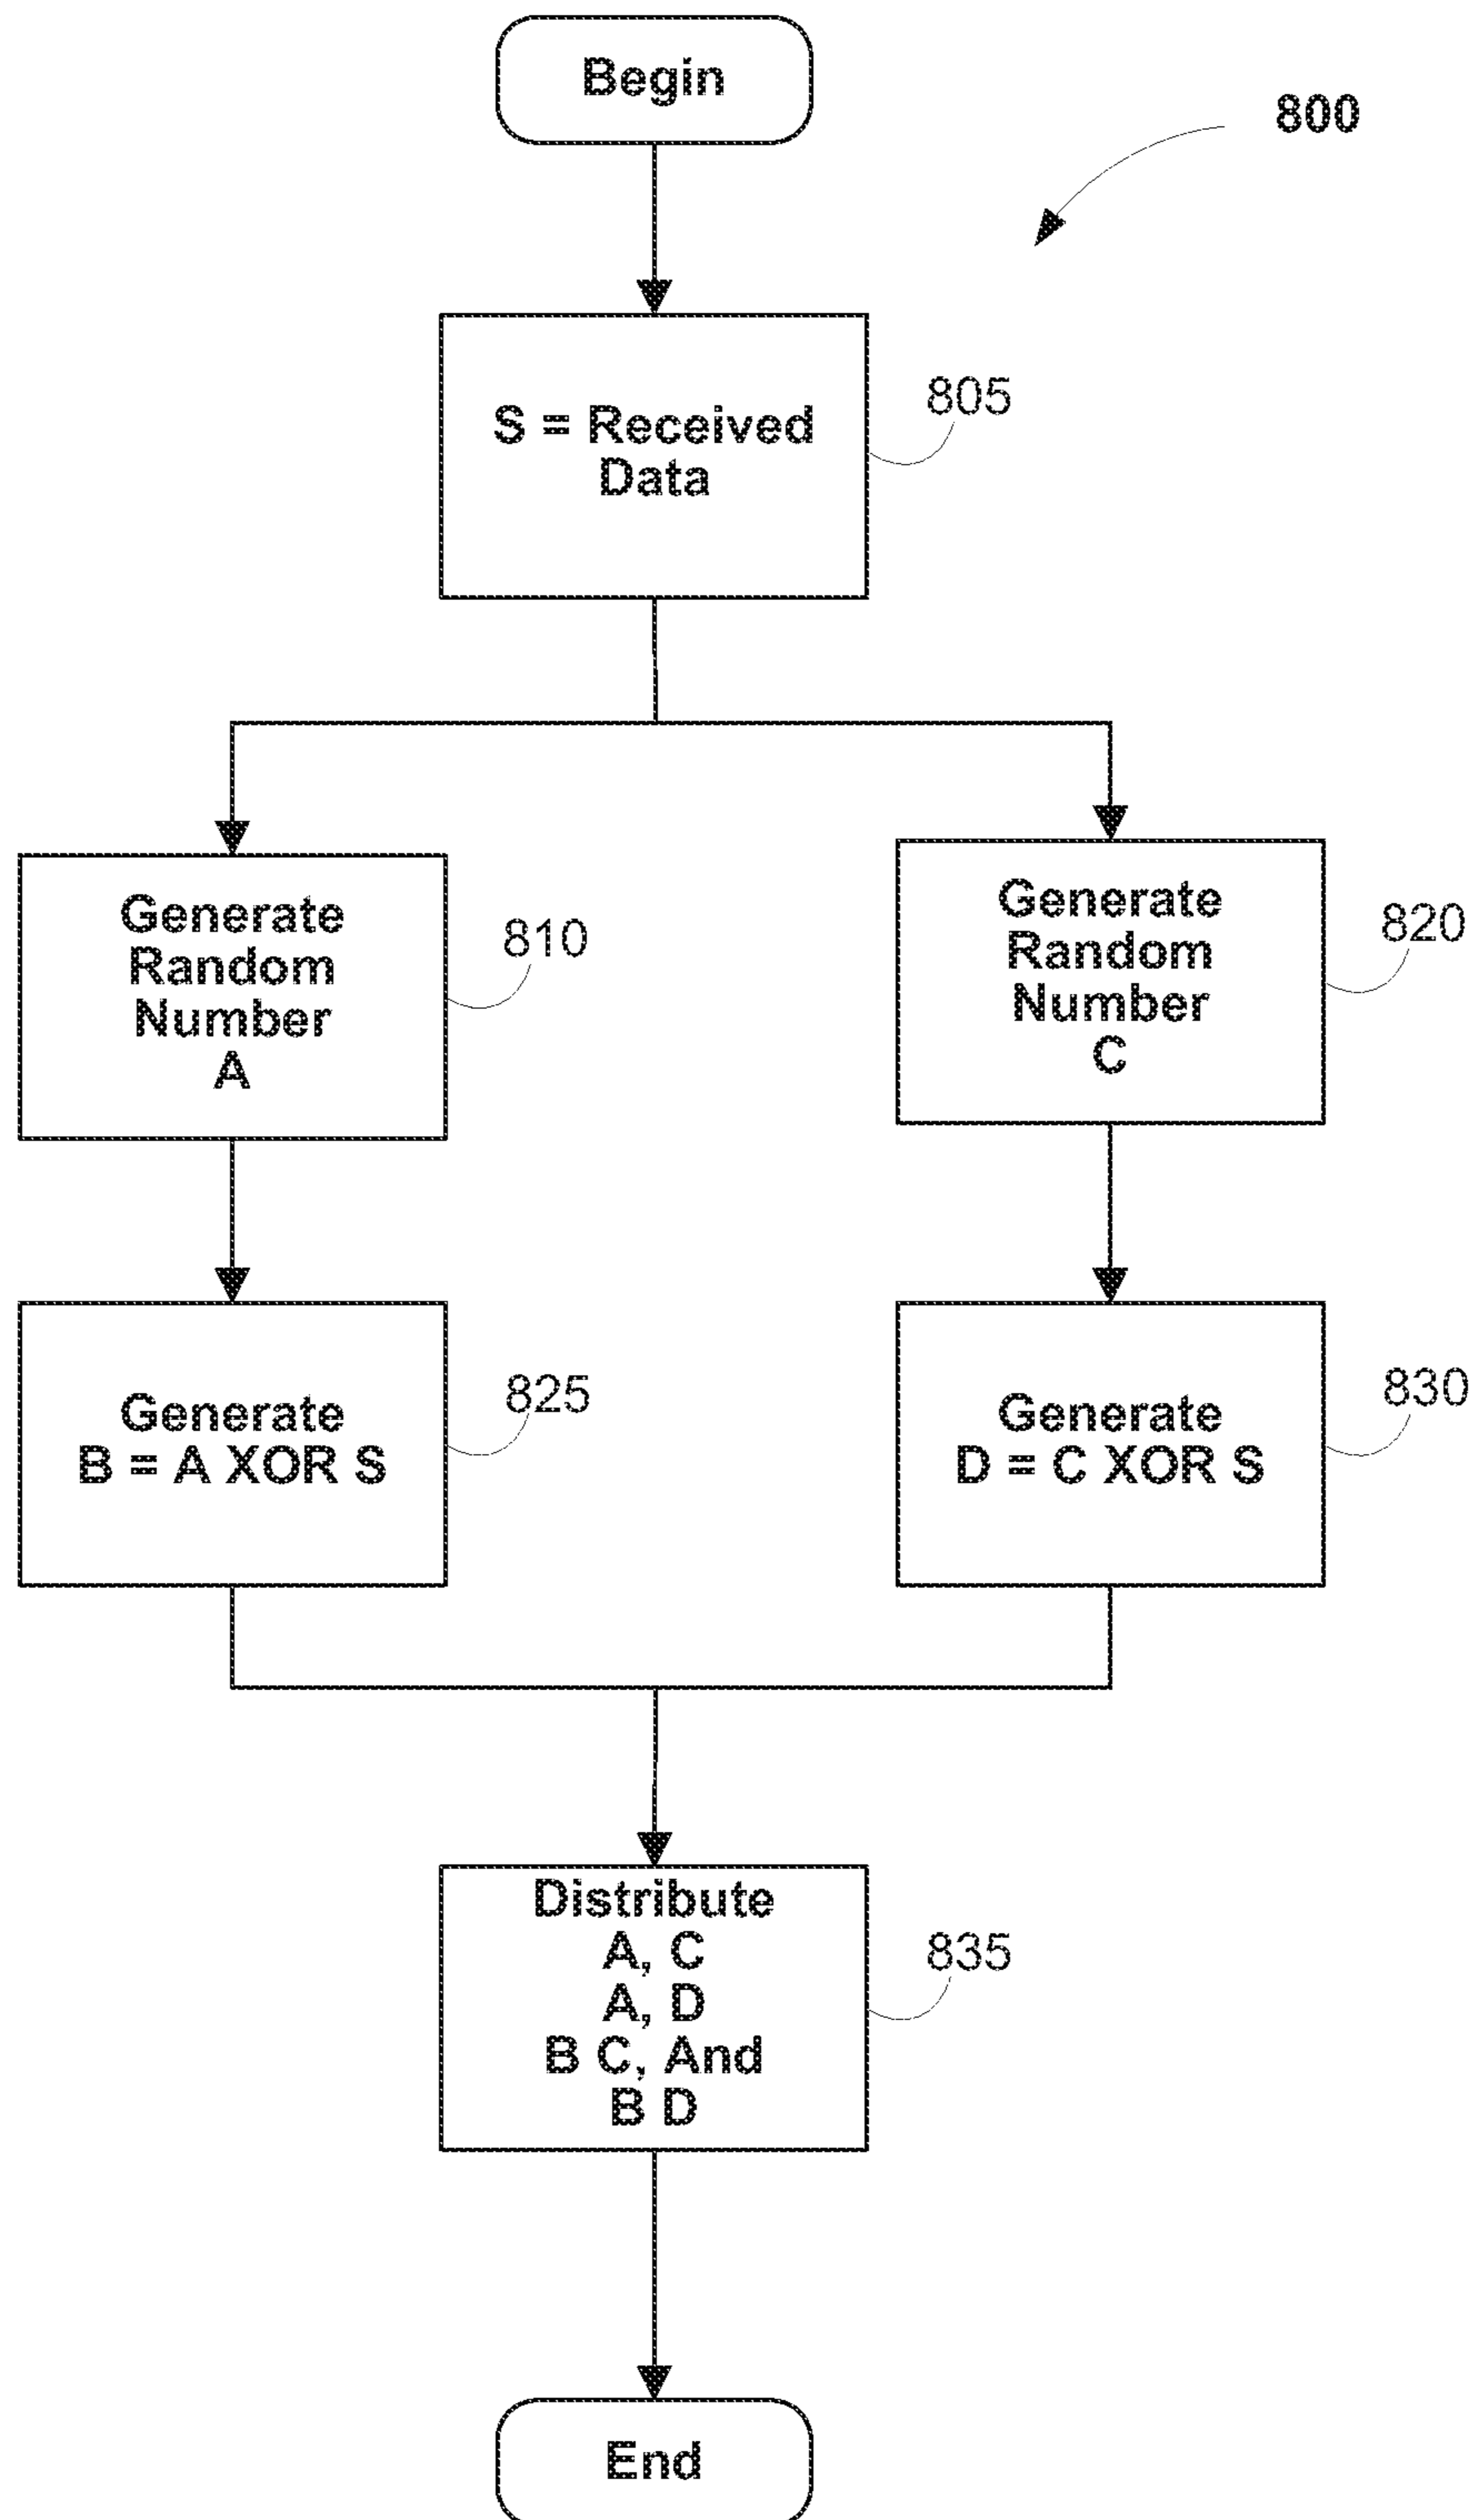 Begin
800
S = Received
Data
805
Generate
Random
Number
A
810
Generate
Random
Number
C
820
Generate
B = A XOR S
825
Generate
D = C XOR S
830
Distribute
A, C
A, D
B C, And
B D
835
End